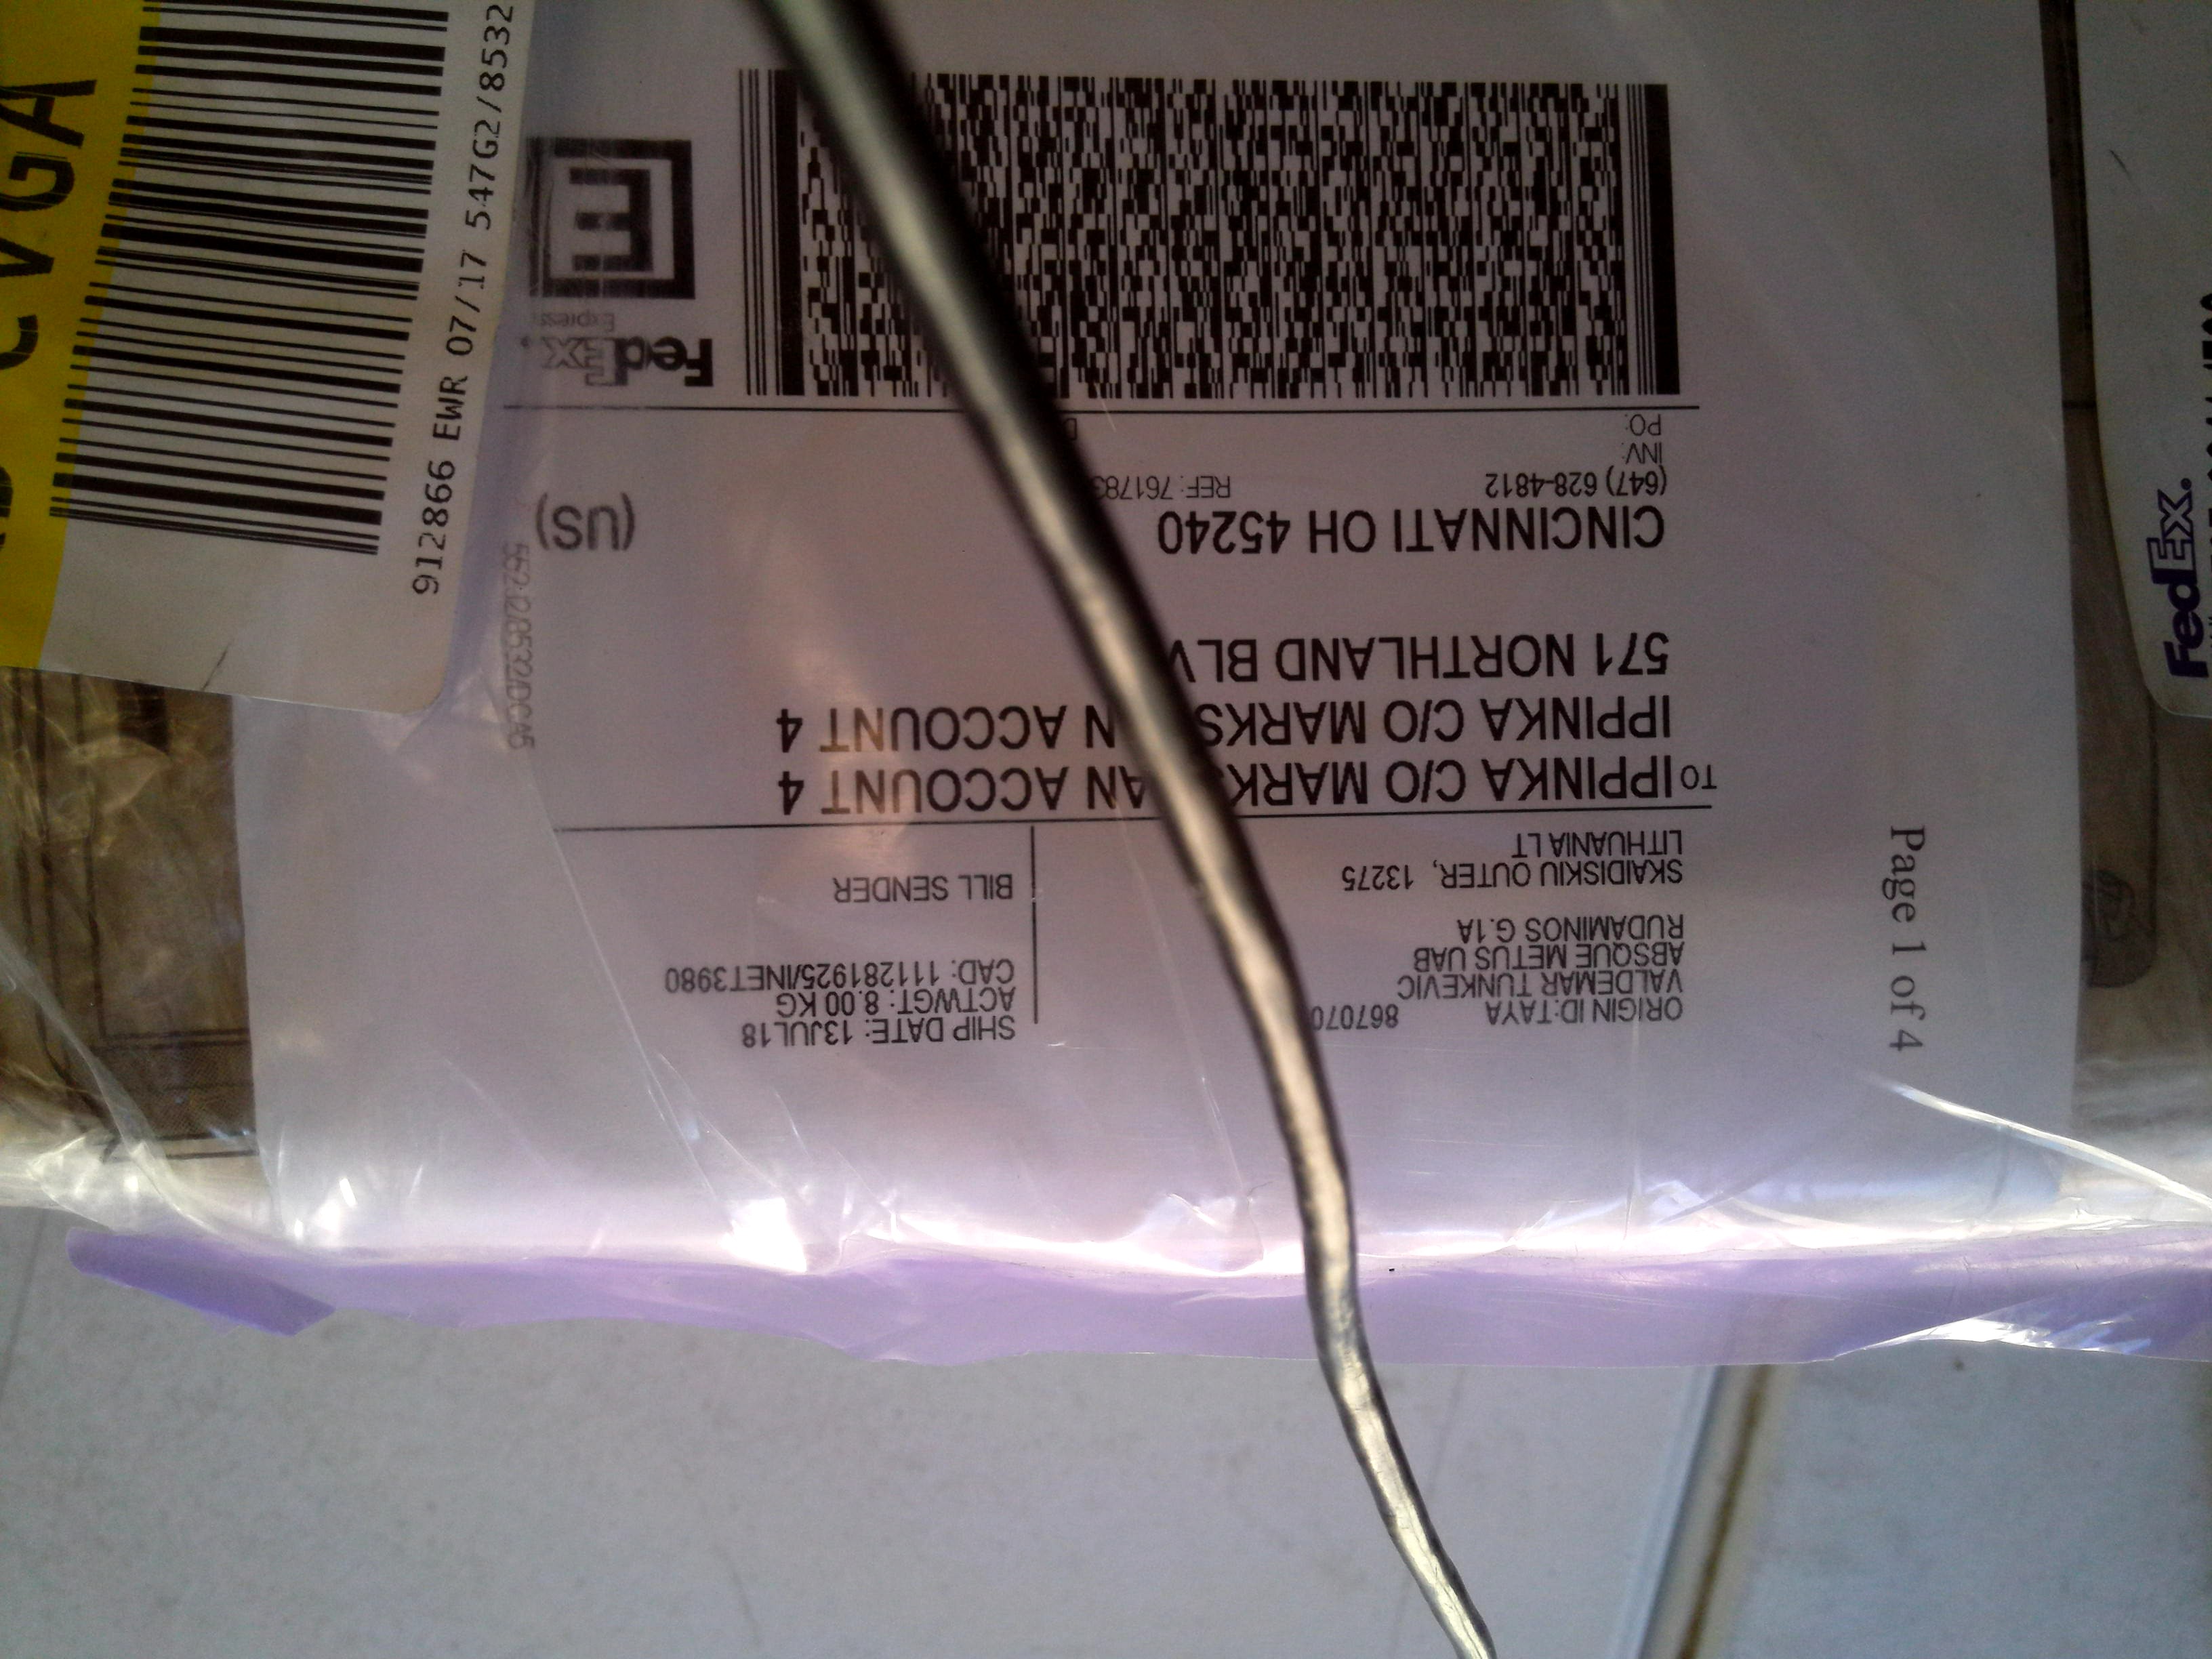 Page 1 of 4
ORIGIN ID:TAYA 867070
VALDEMAR TUNKEVIC
ABSQUE METUS UAB
RUDAMINOS G.1A
SKAIDISKIU OUTER, 13275
LITHUANIA LT
SHIP DATE: 13JUL18
ACTWGT: 8.00 KG
CAD: 111281925/INET3980
BILL SENDER
TO IPPINKA C/O MARKS AN ACCOUNT 4
IPPINKA C/O MARKS N ACCOUNT 4
571 NORTHLAND BLV
CINCINNATI OH 45240
(US)
(647) 628-4812 REF: 761783
INV:
PO:
FedEx
Express
E
CVGA
912866 EWR 07/17 547G2/8532
FedEx